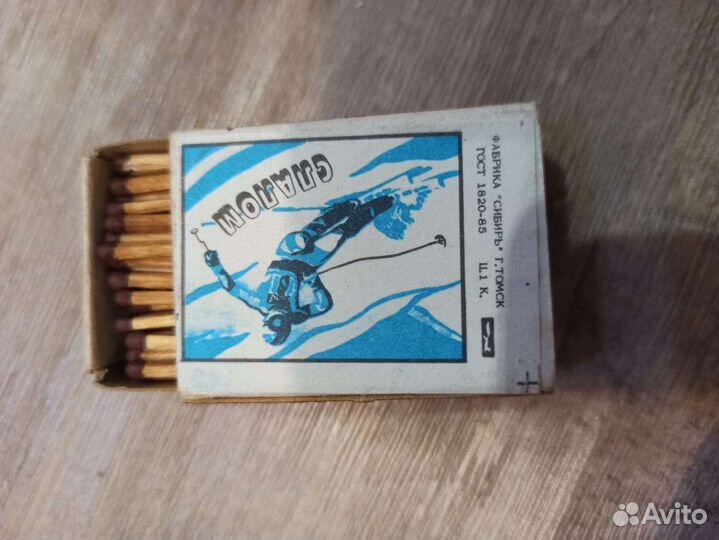 СЛАЛОМ
ФАБРИКА "СИБИРЬ" Г.ТОМСК
ГОСТ 1820-85 Ц.1 К.
Avito